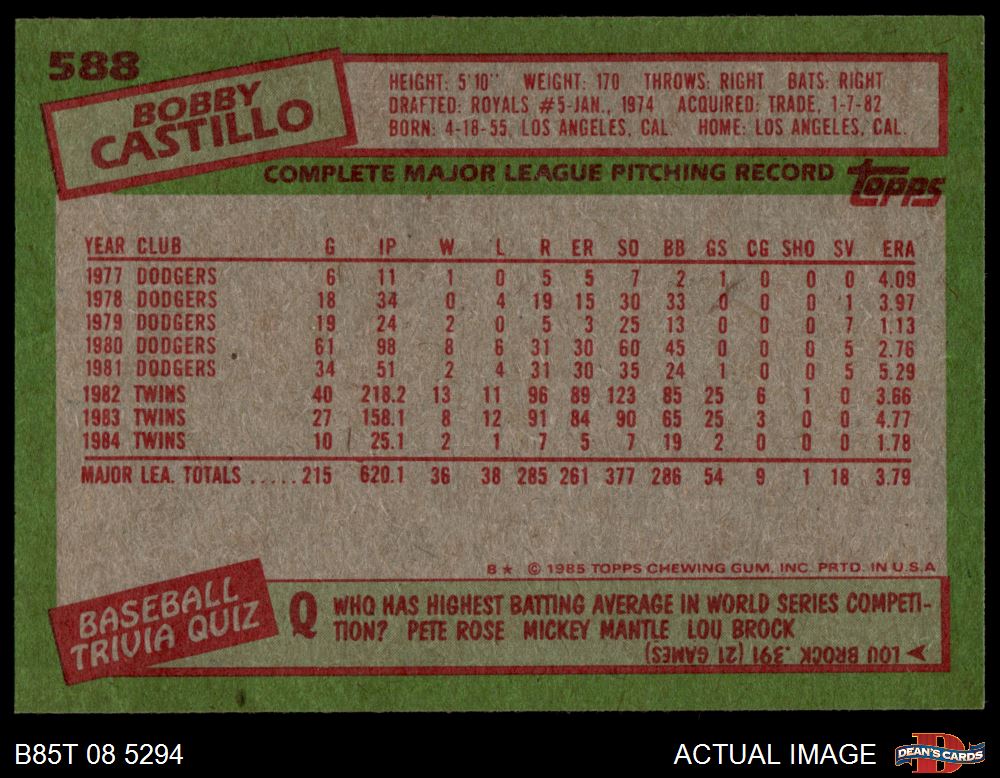 588
BOBBY
CASTILLO
HEIGHT: 5'10" WEIGHT: 170 THROWS: RIGHT BATS: RIGHT
DRAFTED: ROYALS #5-JAN., 1974 ACQUIRED: TRADE, 1-7-82
BORN: 4-18-55, LOS ANGELES, CAL. HOME: LOS ANGELES, CAL.
COMPLETE MAJOR LEAGUE PITCHING RECORD
topps
YEAR CLUB G IP W L R ER SO BB GS CG SHO SV ERA
1977 DODGERS 6 11 1 0 5 5 7 2 1 0 0 0 4.09
1978 DODGERS 18 34 0 4 19 15 30 33 0 0 0 1 3.97
1979 DODGERS 19 24 2 0 5 3 25 13 0 0 0 7 1.13
1980 DODGERS 61 98 8 6 31 30 60 45 0 0 0 5 2.76
1981 DODGERS 34 51 2 4 31 30 35 24 1 0 0 5 5.29
1982 TWINS 40 218.2 13 11 96 89 123 85 25 6 1 0 3.66
1983 TWINS 27 158.1 8 12 91 84 90 65 25 3 0 0 4.77
1984 TWINS 10 25.1 2 1 7 5 7 19 2 0 0 0 1.78
MAJOR LEA. TOTALS ..... 215 620.1 36 38 285 261 377 286 54 9 1 18 3.79
B★ © 1985 TOPPS CHEWING GUM, INC. PRTD. IN U.S.A
BASEBALL
TRIVIA QUIZ
Q WHO HAS HIGHEST BATTING AVERAGE IN WORLD SERIES COMPETI-
TION? PETE ROSE MICKEY MANTLE LOU BROCK
LOU BROCK .391 (21 GAMES)
B85T 08 5294
ACTUAL IMAGE
DEAN'S CARDS